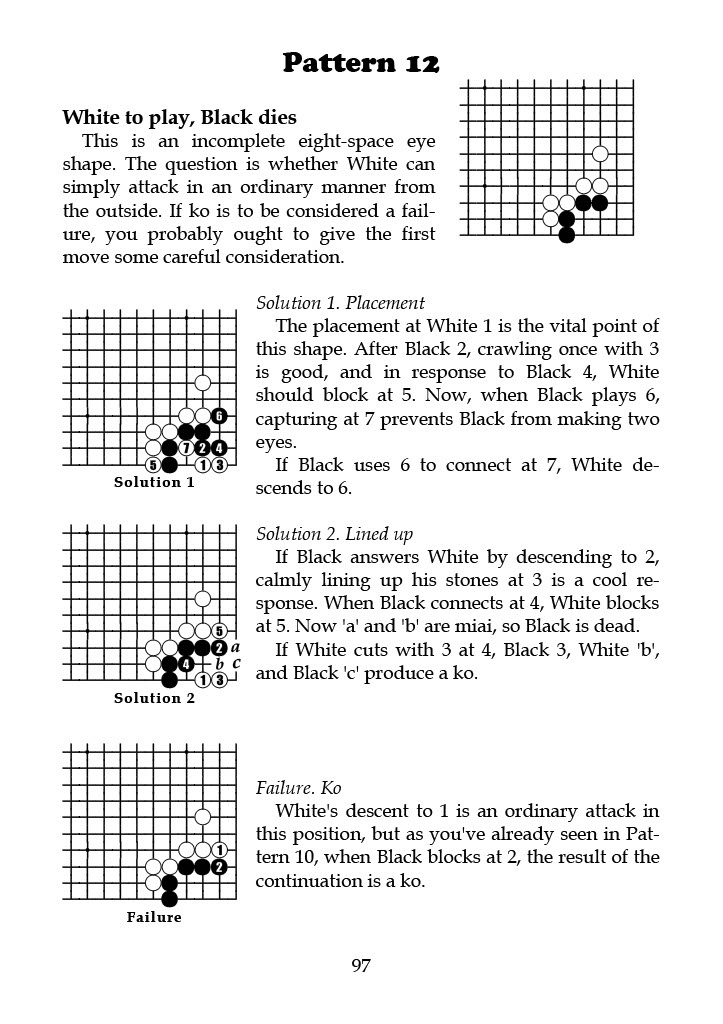 Pattern 12
White to play, Black dies
This is an incomplete eight-space eye
shape. The question is whether White can
simply attack in an ordinary manner from
the outside. If ko is to be considered a fail-
ure, you probably ought to give the first
move some careful consideration.
Solution 1. Placement
The placement at White 1 is the vital point of
this shape. After Black 2, crawling once with 3
is good, and in response to Black 4, White
should block at 5. Now, when Black plays 6,
capturing at 7 prevents Black from making two
eyes.
If Black uses 6 to connect at 7, White de-
scends to 6.
6
7 2 4
5 1 3
Solution 1
Solution 2. Lined up
If Black answers White by descending to 2,
calmly lining up his stones at 3 is a cool re-
sponse. When Black connects at 4, White blocks
at 5. Now 'a' and 'b' are miai, so Black is dead.
If White cuts with 3 at 4, Black 3, White 'b',
and Black 'c' produce a ko.
5
2 a
4 b c
1 3
Solution 2
Failure. Ko
White's descent to 1 is an ordinary attack in
this position, but as you've already seen in Pat-
tern 10, when Black blocks at 2, the result of the
continuation is a ko.
1
2
Failure
97